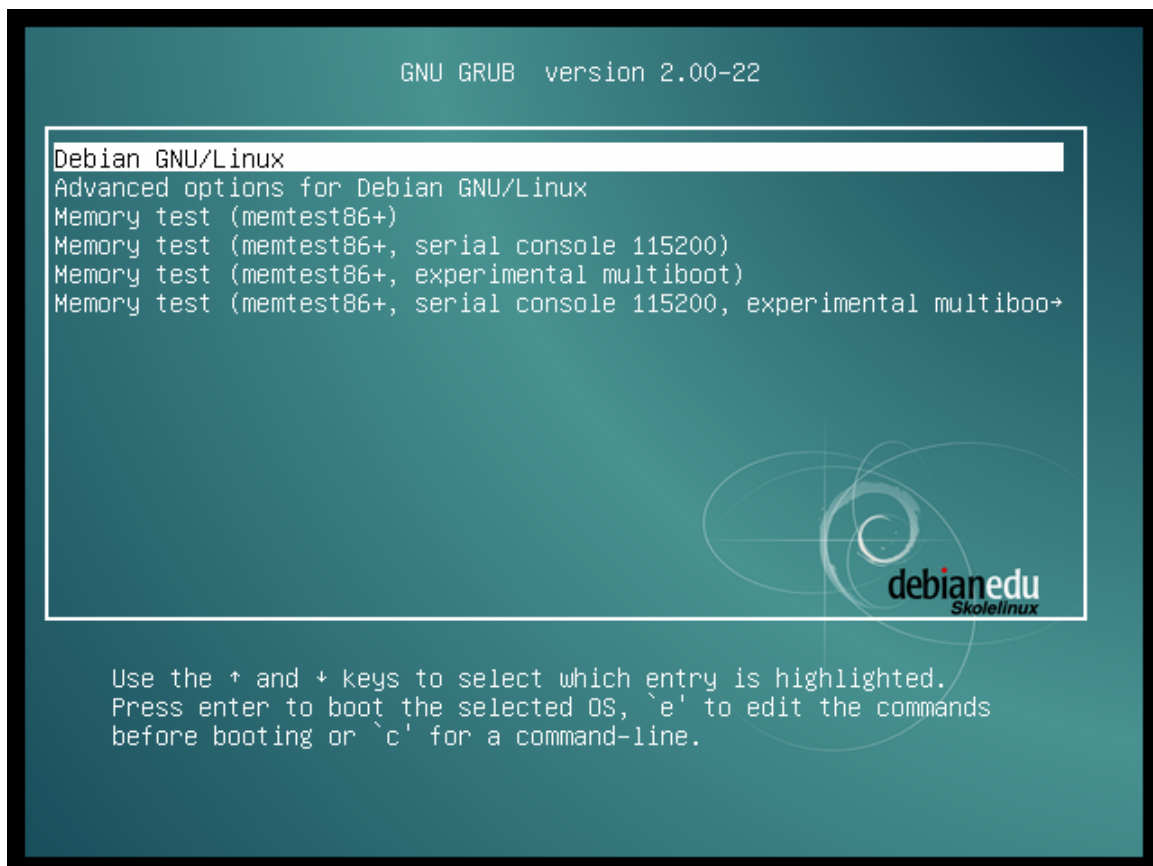 GNU GRUB version 2.00-22
Debian GNU/Linux
Advanced options for Debian GNU/Linux
Memory test (memtest86+)
Memory test (memtest86+, serial console 115200)
Memory test (memtest86+, experimental multiboot)
Memory test (memtest86+, serial console 115200, experimental multiboo→
debianedu
Skolelinux
Use the ↑ and ↓ keys to select which entry is highlighted.
Press enter to boot the selected OS, `e' to edit the commands
before booting or `c' for a command-line.